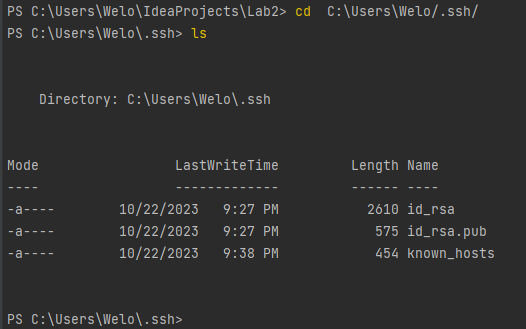 PS C:\Users\Welo\IdeaProjects\Lab2> cd  C:\Users\Welo/.ssh/
PS C:\Users\Welo\.ssh> ls
    Directory: C:\Users\Welo\.ssh
Mode                 LastWriteTime         Length Name
----                 -------------         ------ ----
-a----        10/22/2023   9:27 PM           2610 id_rsa
-a----        10/22/2023   9:27 PM            575 id_rsa.pub
-a----        10/22/2023   9:38 PM            454 known_hosts
PS C:\Users\Welo\.ssh>